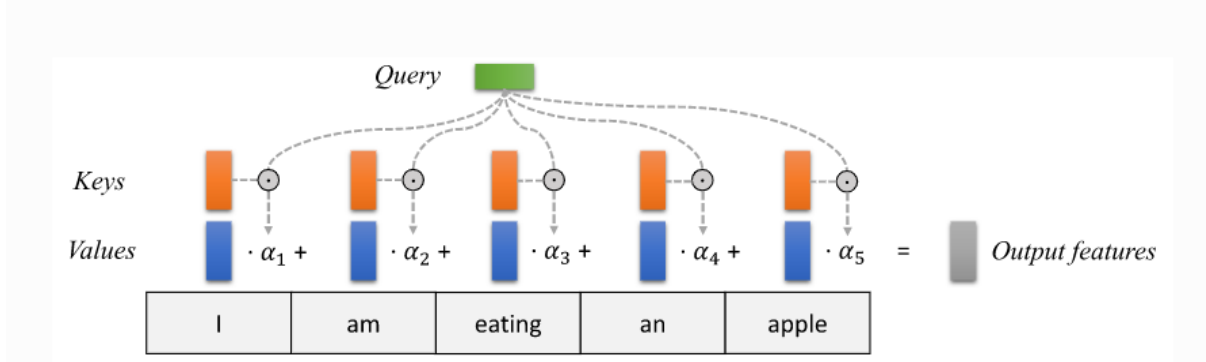 Query
Keys
Values · α₁ + · α₂ + · α₃ + · α₄ + · α₅ = Output features
I am eating an apple